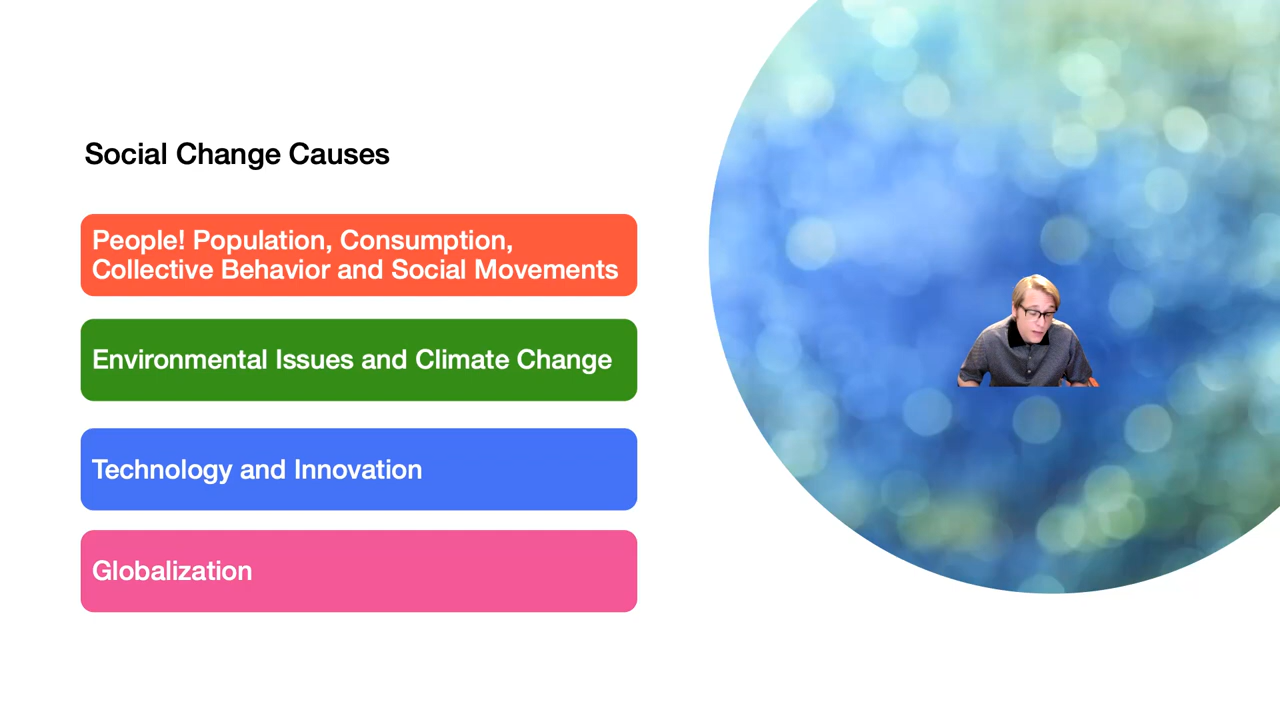 Social Change Causes
People! Population, Consumption,
Collective Behavior and Social Movements
Environmental Issues and Climate Change
Technology and Innovation
Globalization